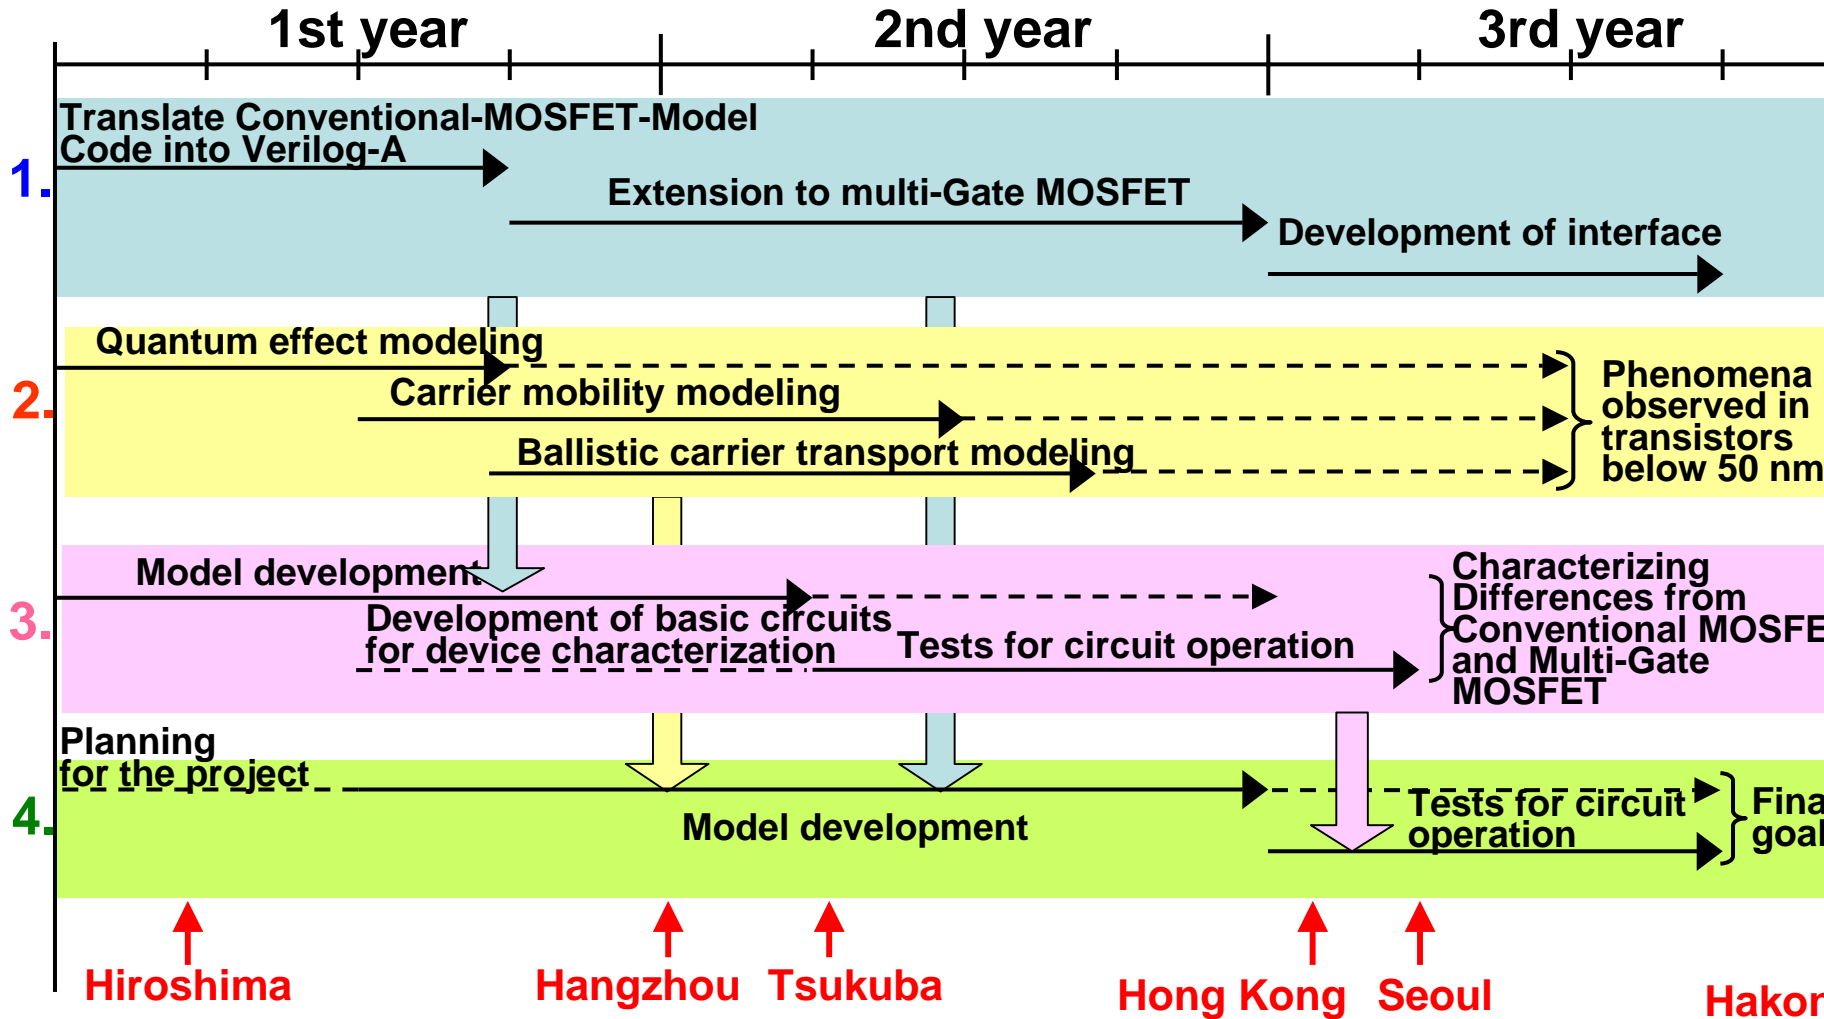 1st year
2nd year
3rd year
1.
Translate Conventional-MOSFET-Model
Code into Verilog-A
Extension to multi-Gate MOSFET
Development of interface
2.
Quantum effect modeling
Carrier mobility modeling
Ballistic carrier transport modeling
Phenomena
observed in
transistors
below 50 nm
3.
Model development
Development of basic circuits
for device characterization
Tests for circuit operation
Characterizing
Differences from
Conventional MOSFE
and Multi-Gate
MOSFET
4.
Planning
for the project
Model development
Tests for circuit
operation
Fina
goal
Hiroshima
Hangzhou
Tsukuba
Hong Kong
Seoul
Hakon